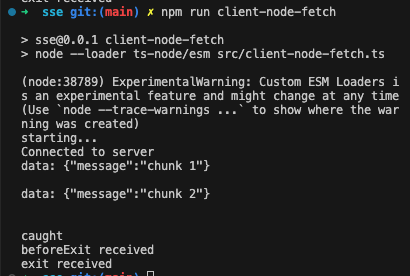 exit received
➜ sse git:(main) ✗ npm run client-node-fetch
> sse@0.0.1 client-node-fetch
> node --loader ts-node/esm src/client-node-fetch.ts
(node:38789) ExperimentalWarning: Custom ESM Loaders i
s an experimental feature and might change at any time
(Use `node --trace-warnings ...` to show where the war
ning was created)
starting...
Connected to server
data: {"message":"chunk 1"}
data: {"message":"chunk 2"}
caught
beforeExit received
exit received
➜ sse git:(main)